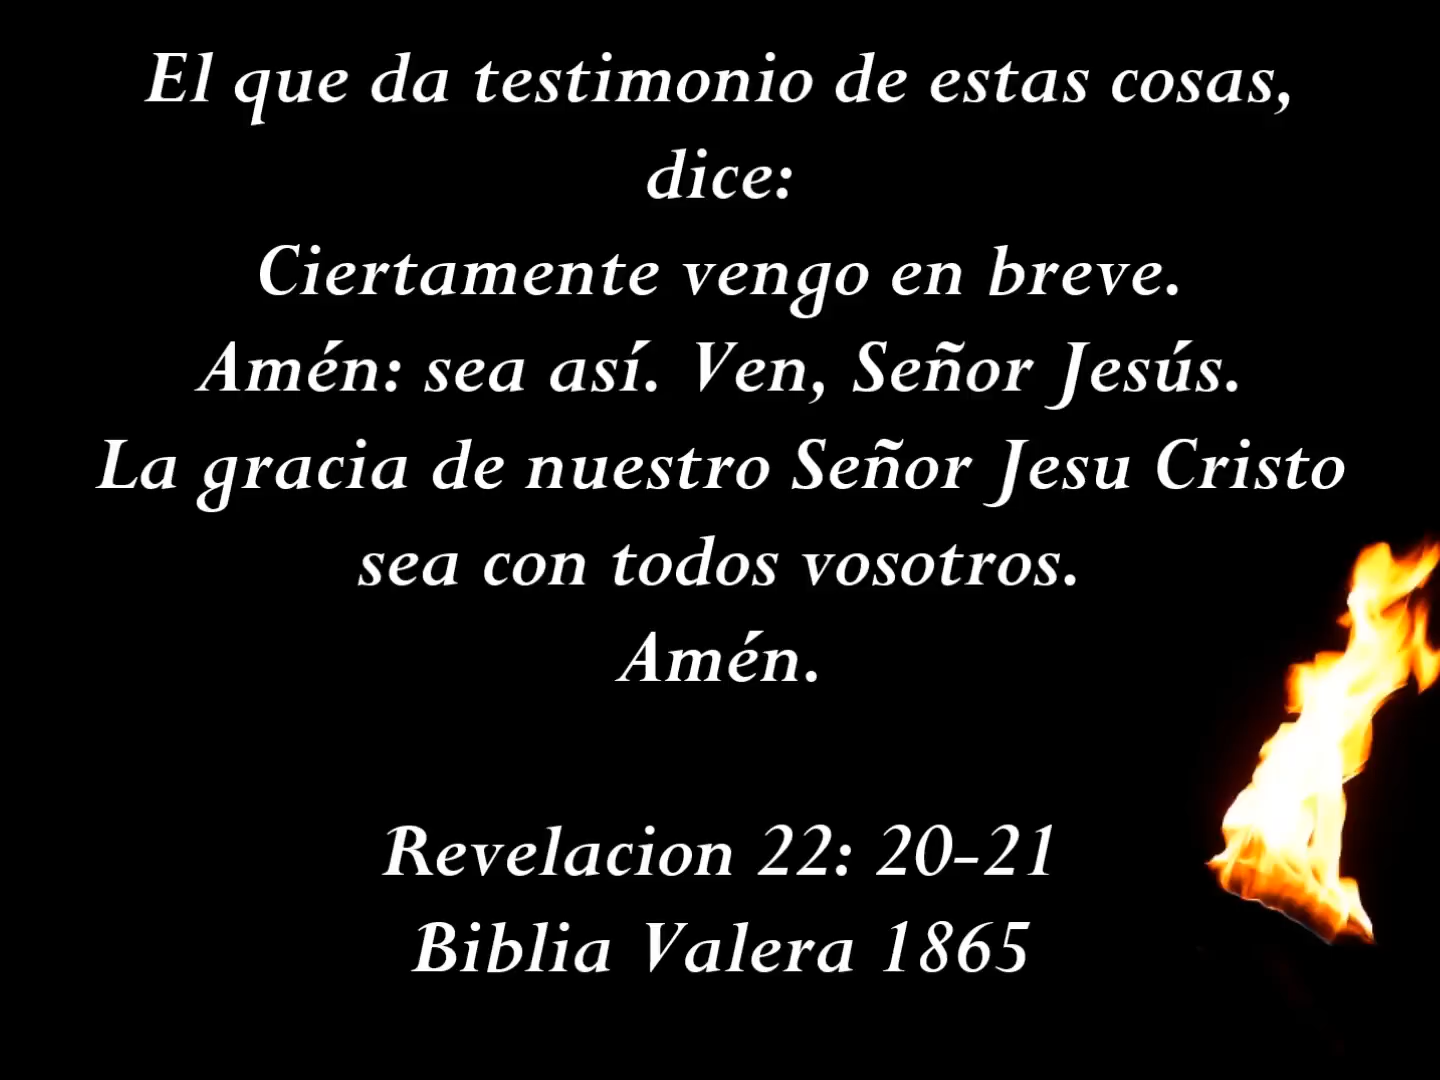 El que da testimonio de estas cosas,
dice:
Ciertamente vengo en breve.
Amén: sea así. Ven, Señor Jesús.
La gracia de nuestro Señor Jesu Cristo
sea con todos vosotros.
Amén.
Revelacion 22: 20-21
Biblia Valera 1865